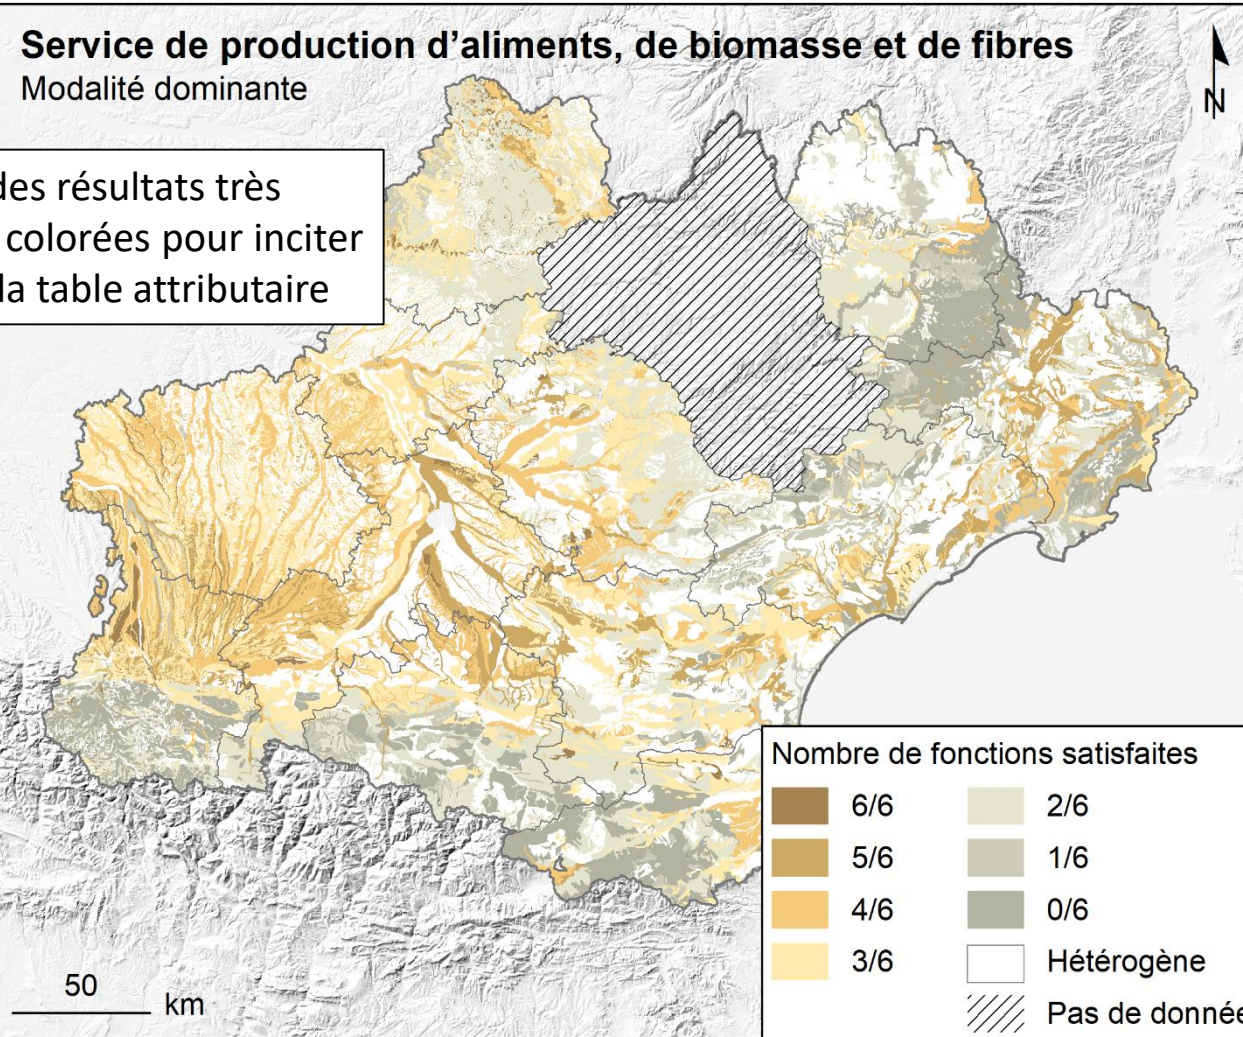 Service de production d’aliments, de biomasse et de fibres
Modalité dominante
N
des résultats très
colorées pour inciter
la table attributaire
Nombre de fonctions satisfaites
6/6
2/6
5/6
1/6
4/6
0/6
3/6
Hétérogène
Pas de donnée
50
km